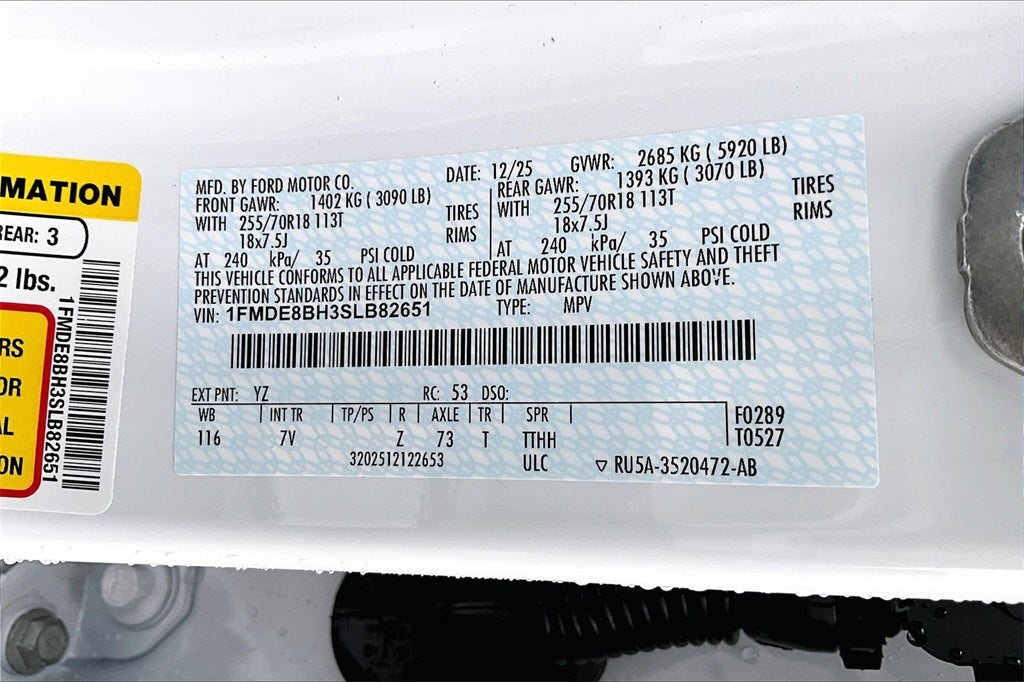 MATION
REAR: 3
2 lbs.
RS
OR
AL
ON
1FMDE8BH3SLB82651
MFD. BY FORD MOTOR CO. DATE: 12/25 GVWR: 2685 KG ( 5920 LB)
FRONT GAWR: 1402 KG ( 3090 LB) REAR GAWR: 1393 KG ( 3070 LB)
WITH 255/70R18 113T TIRES WITH 255/70R18 113T TIRES
18x7.5J RIMS 18x7.5J RIMS
AT 240 kPa/ 35 PSI COLD AT 240 kPa/ 35 PSI COLD
THIS VEHICLE CONFORMS TO ALL APPLICABLE FEDERAL MOTOR VEHICLE SAFETY AND THEFT
PREVENTION STANDARDS IN EFFECT ON THE DATE OF MANUFACTURE SHOWN ABOVE.
VIN: 1FMDE8BH3SLB82651 TYPE: MPV
EXT PNT: YZ RC: 53 DSO:
WB INT TR TP/PS R AXLE TR SPR F0289
116 7V Z 73 T TTHH T0527
3202512122653 ULC ▽ RU5A-3520472-AB